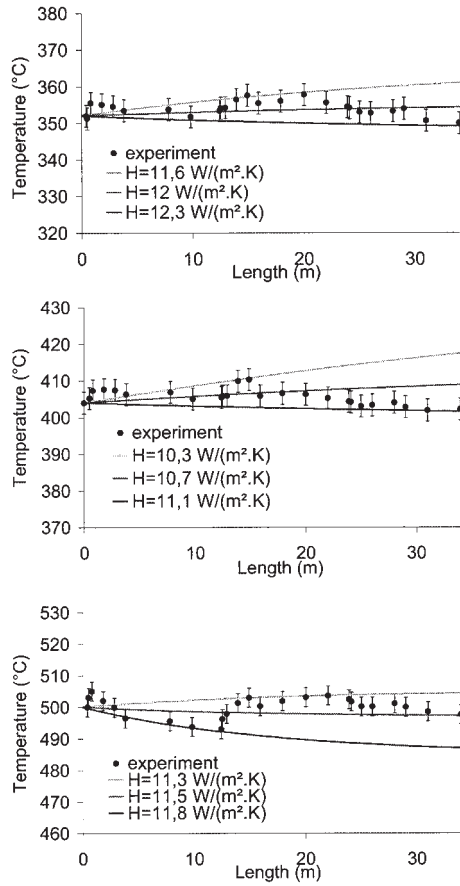 Temperature (°C)
380
370
360
350
340
330
320
experiment
H=11,6 W/(m².K)
H=12 W/(m².K)
H=12,3 W/(m².K)
0
10
20
30
Length (m)
Temperature (°C)
430
420
410
400
390
380
370
experiment
H=10,3 W/(m².K)
H=10,7 W/(m².K)
H=11,1 W/(m².K)
0
10
20
30
Length (m)
Temperature (°C)
530
520
510
500
490
480
470
460
experiment
H=11,3 W/(m².K)
H=11,5 W/(m².K)
H=11,8 W/(m².K)
0
10
20
30
Length (m)